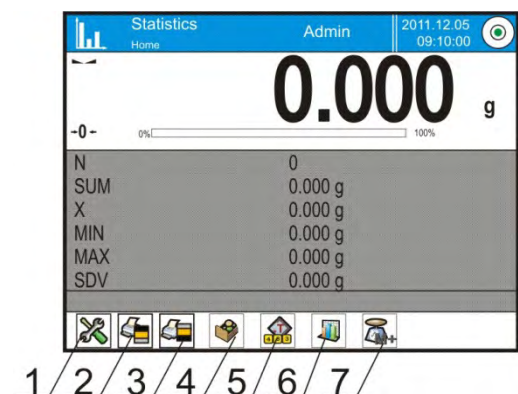 Statistics
Home
Admin
2011.12.05
09:10:00
0.000 g
→0← 0% 100%
N 0
SUM 0.000 g
X 0.000 g
MIN 0.000 g
MAX 0.000 g
SDV 0.000 g
T
M+
1 2 3 4 5 6 7